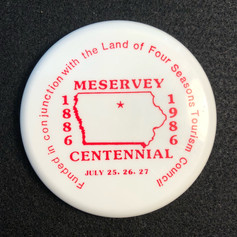 Funded in conjunction with the Land of Four Seasons Tourism Council
MESERVEY
1886
1986
CENTENNIAL
JULY 25. 26. 27